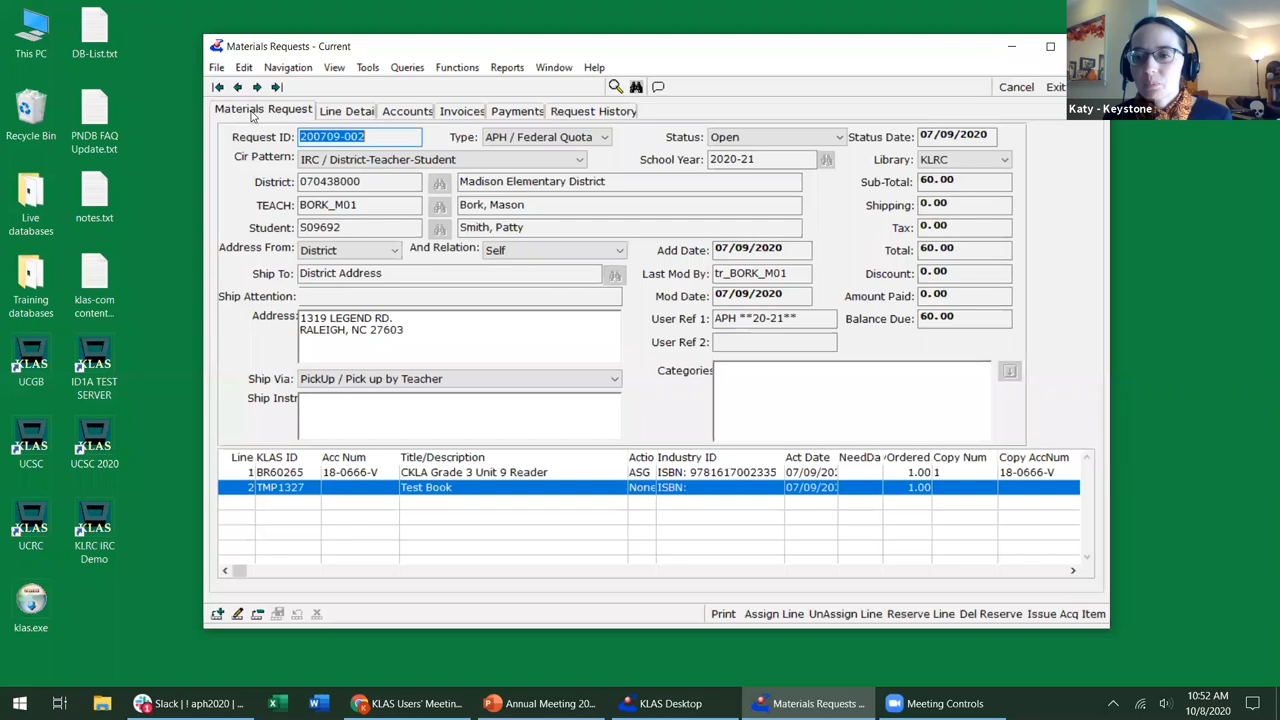 This PC
DB-List.txt
Recycle Bin
PNDB FAQ
Update.txt
Live
databases
notes.txt
Training
databases
klas-com
content...
KLAS
UCGB
KLAS
ID1A TEST
SERVER
KLAS
UCSC
KLAS
UCSC 2020
KLAS
UCRC
KLAS
KLRC IRC
Demo
klas.exe
Materials Requests - Current
File Edit Navigation View Tools Queries Functions Reports Window Help
Cancel Exit
Katy - Keystone
Materials Request Line Detai Accounts Invoices Payments Request History
Request ID: 200709-002 Type: APH / Federal Quota Status: Open Status Date: 07/09/2020
Cir Pattern: IRC / District-Teacher-Student School Year: 2020-21 Library: KLRC
District: 070438000 Madison Elementary District Sub-Total: 60.00
TEACH: BORK_M01 Bork, Mason Shipping: 0.00
Student: S09692 Smith, Patty Tax: 0.00
Address From: District And Relation: Self Add Date: 07/09/2020 Total: 60.00
Ship To: District Address Last Mod By: tr_BORK_M01 Discount: 0.00
Ship Attention: Mod Date: 07/09/2020 Amount Paid: 0.00
Address: 1319 LEGEND RD. User Ref 1: APH **20-21** Balance Due: 60.00
RALEIGH, NC 27603
User Ref 2:
Categories
Ship Via: PickUp / Pick up by Teacher
Ship Instr
Line KLAS ID Acc Num Title/Description Actio Industry ID Act Date NeedDa Ordered Copy Num Copy AccNum
1 BR60265 18-0666-V CKLA Grade 3 Unit 9 Reader ASG ISBN: 9781617002335 07/09/202 1.00 1 18-0666-V
2 TMP1327 Test Book None ISBN: 07/09/202 1.00
Print Assign Line UnAssign Line Reserve Line Del Reserve Issue Acq Item
Slack | ! aph2020 | ...
KLAS Users' Meetin...
Annual Meeting 20...
KLAS Desktop
Materials Requests ...
Meeting Controls
10:52 AM
10/8/2020